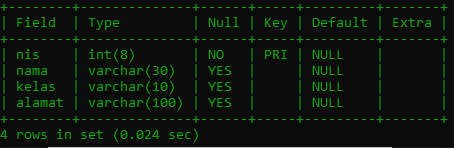 +--------+--------------+------+-----+---------+-------+
| Field  | Type         | Null | Key | Default | Extra |
+--------+--------------+------+-----+---------+-------+
| nis    | int(8)       | NO   | PRI | NULL    |       |
| nama   | varchar(30)  | YES  |     | NULL    |       |
| kelas  | varchar(10)  | YES  |     | NULL    |       |
| alamat | varchar(100) | YES  |     | NULL    |       |
+--------+--------------+------+-----+---------+-------+
4 rows in set (0.024 sec)